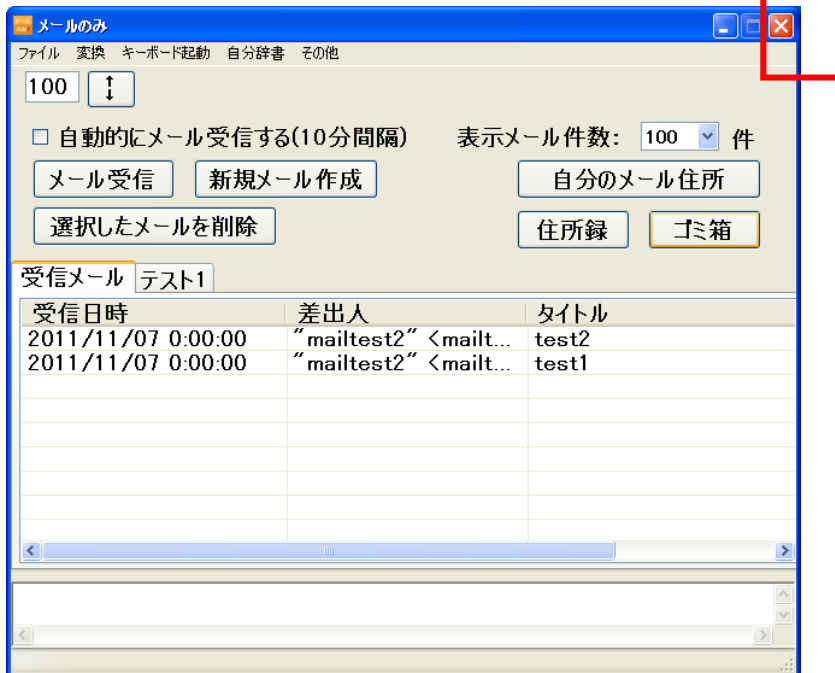 メールのみ
ファイル 変換 キーボード起動 自分辞書 その他
100
自動的にメール受信する(10分間隔) 表示メール件数: 100 件
メール受信 新規メール作成 自分のメール住所
選択したメールを削除 住所録 ゴミ箱
受信メール テスト1
受信日時 差出人 タイトル
2011/11/07 0:00:00 "mailtest2" <mailt... test2
2011/11/07 0:00:00 "mailtest2" <mailt... test1